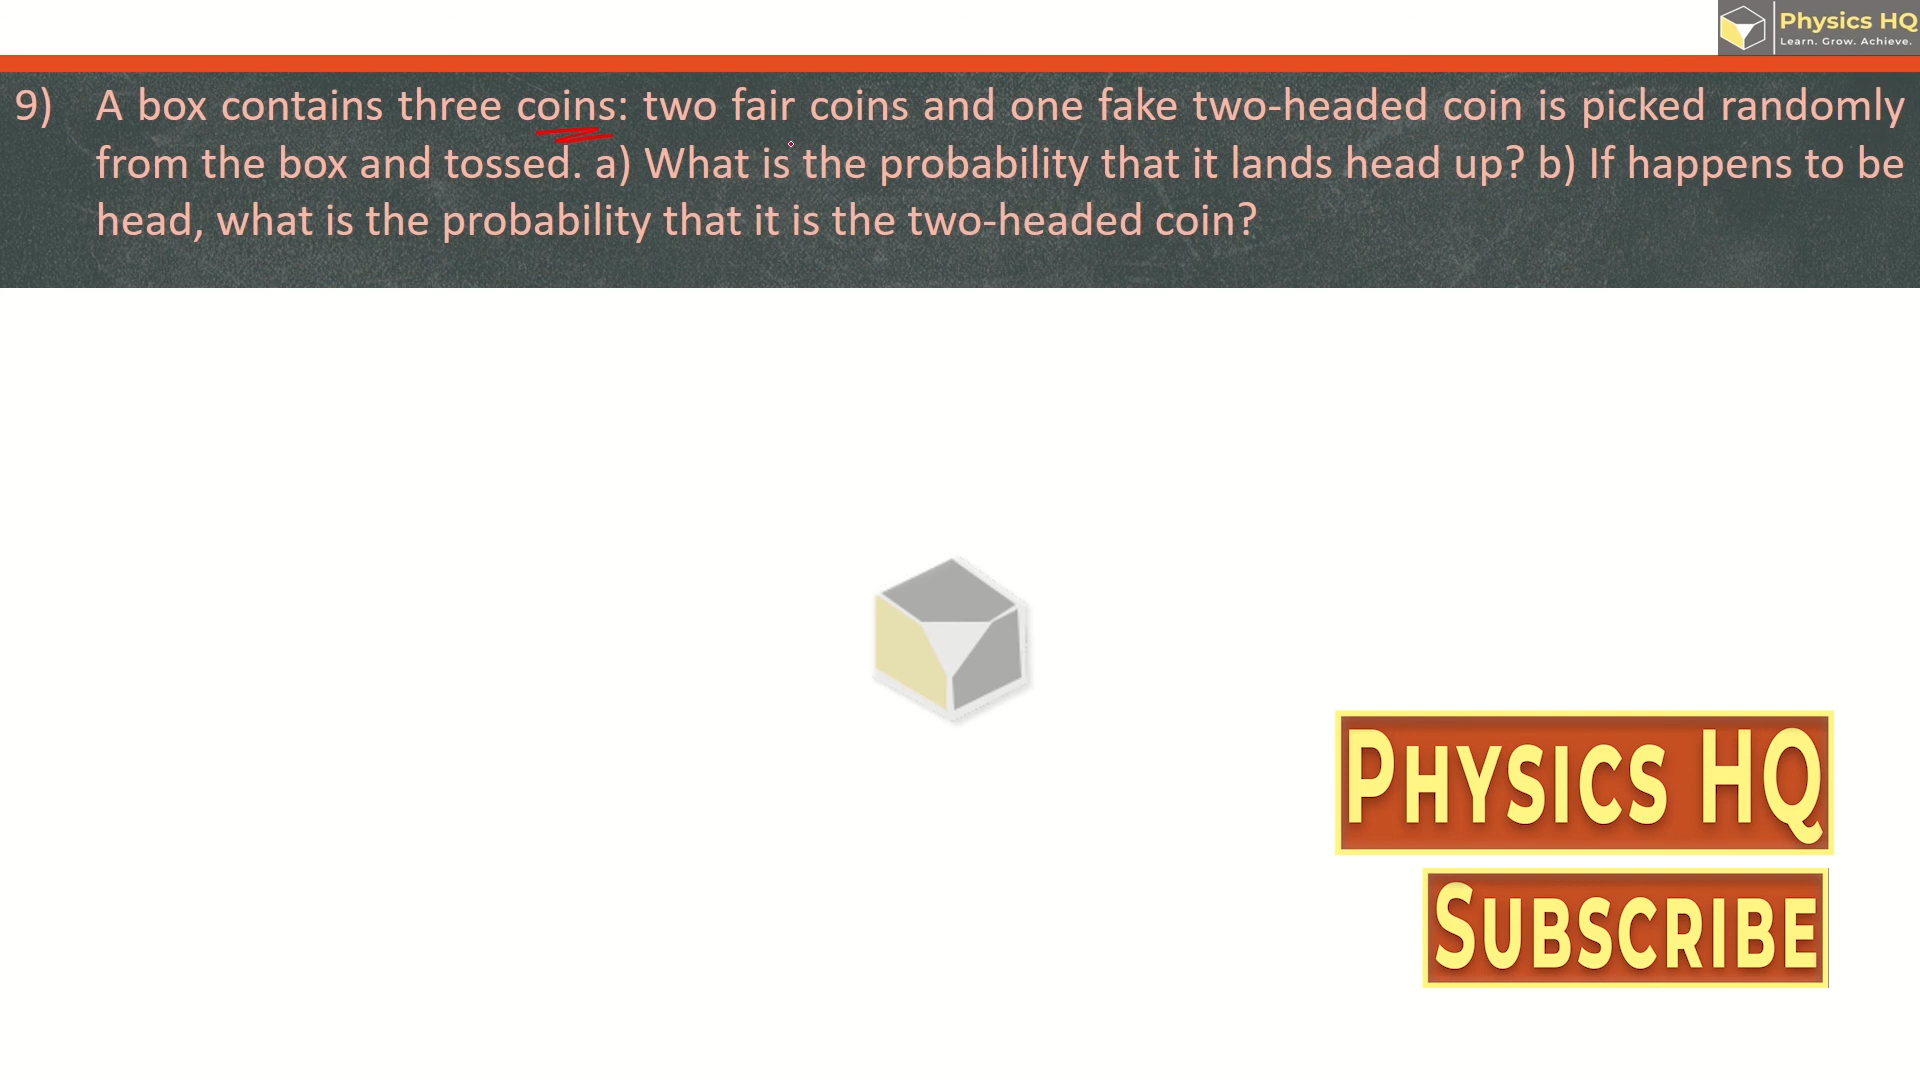 Physics HQ
Learn. Grow. Achieve.
9) A box contains three coins: two fair coins and one fake two-headed coin is picked randomly
from the box and tossed. a) What is the probability that it lands head up? b) If happens to be
head, what is the probability that it is the two-headed coin?
PHYSICS HQ
SUBSCRIBE